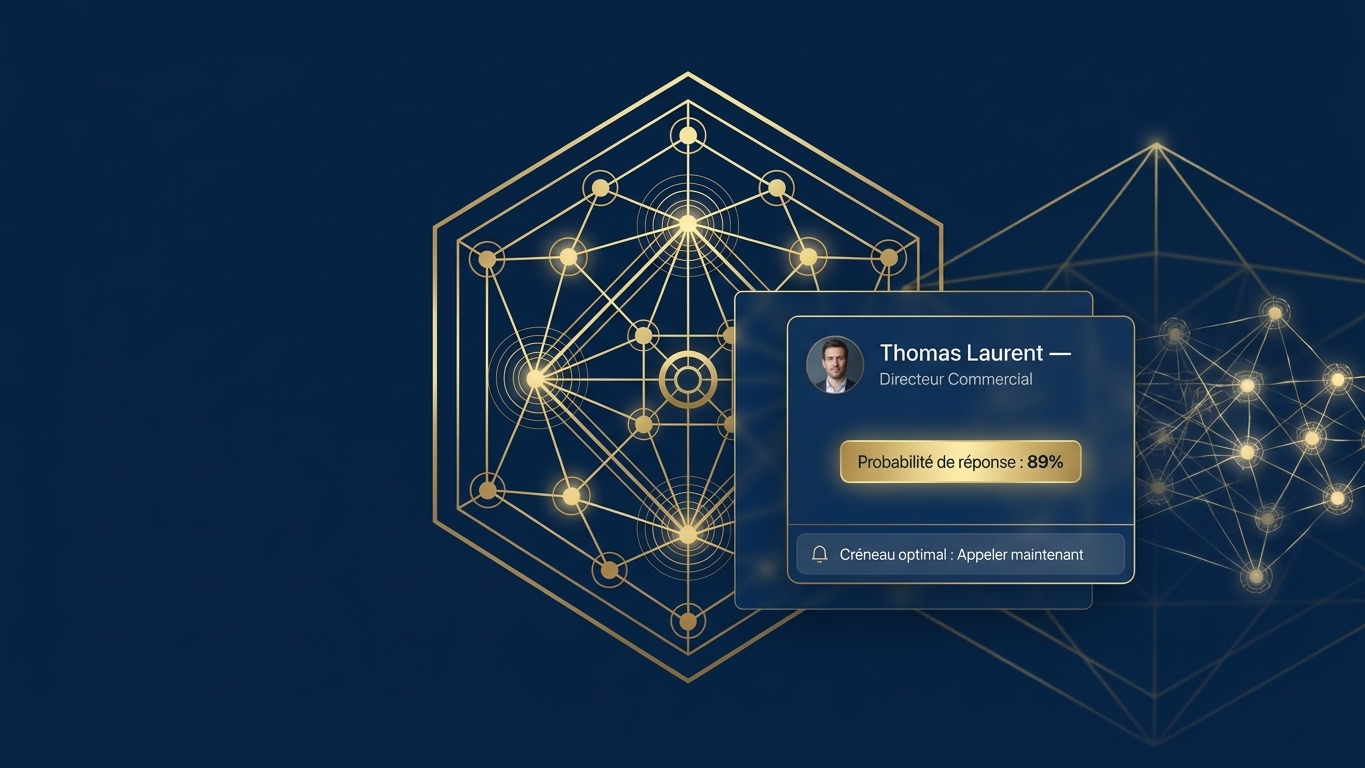 Thomas Laurent —
Directeur Commercial
Probabilité de réponse : 89%
Créneau optimal : Appeler maintenant